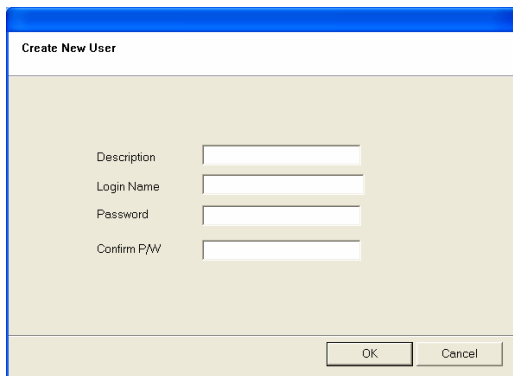 Create New User
Description
Login Name
Password
Confirm P/W
OK Cancel